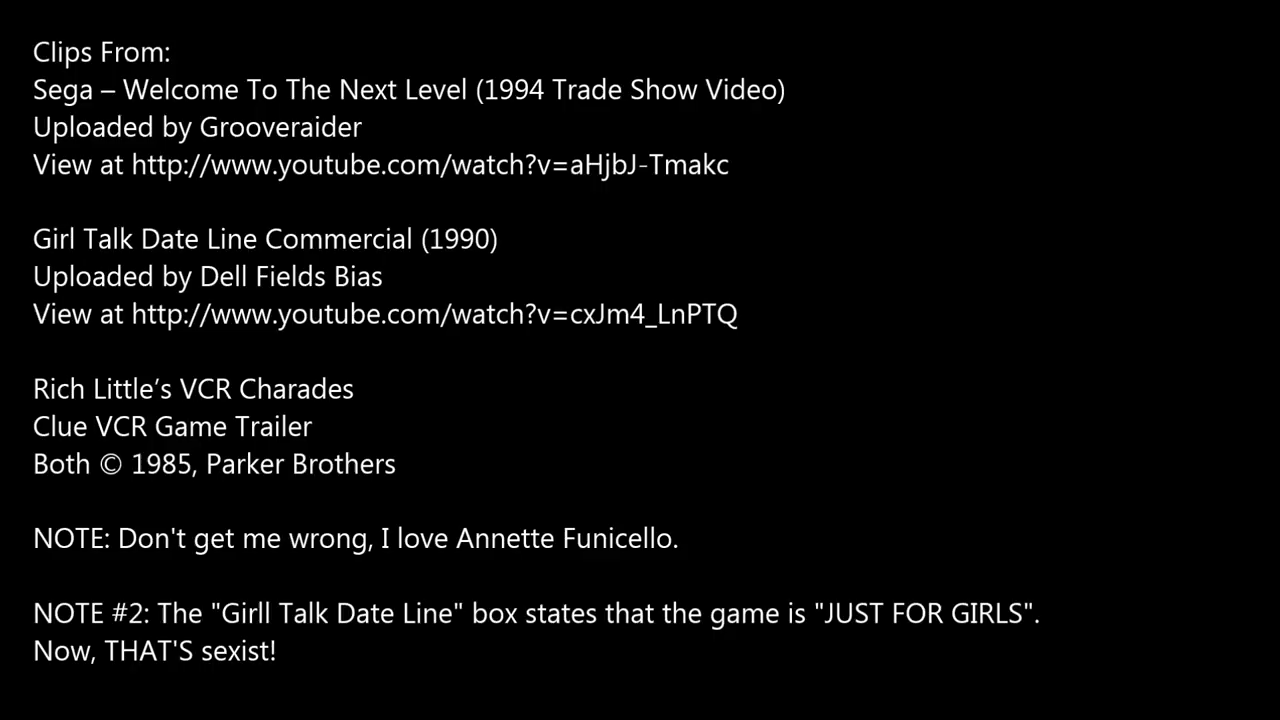 Clips From:
Sega – Welcome To The Next Level (1994 Trade Show Video)
Uploaded by Grooveraider
View at http://www.youtube.com/watch?v=aHjbJ-Tmakc
Girl Talk Date Line Commercial (1990)
Uploaded by Dell Fields Bias
View at http://www.youtube.com/watch?v=cxJm4_LnPTQ
Rich Little’s VCR Charades
Clue VCR Game Trailer
Both © 1985, Parker Brothers
NOTE: Don't get me wrong, I love Annette Funicello.
NOTE #2: The "Girll Talk Date Line" box states that the game is "JUST FOR GIRLS".
Now, THAT'S sexist!